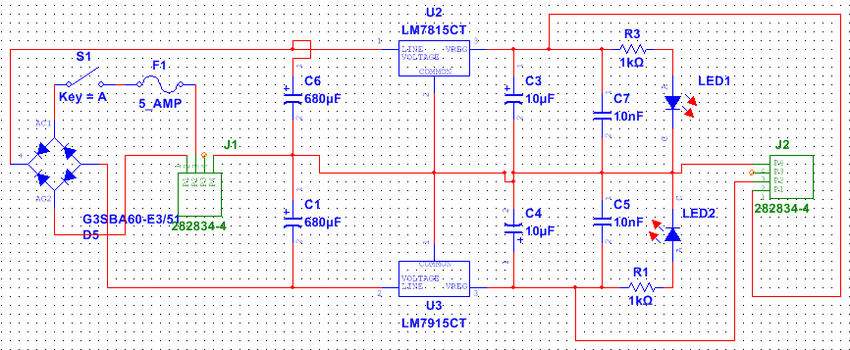 U2
LM7815CT
LINE VREG
VOLTAGE
COMMON
R3
1kΩ
S1
Key = A
F1
5_AMP
C6
680µF
C3
10µF
C7
10nF
LED1
AC1
AC2
J1
282834-4
G3SBA60-E3/51
D5
C1
680µF
C4
10µF
C5
10nF
LED2
J2
282834-4
COMMON
VOLTAGE
LINE VREG
U3
LM7915CT
R1
1kΩ